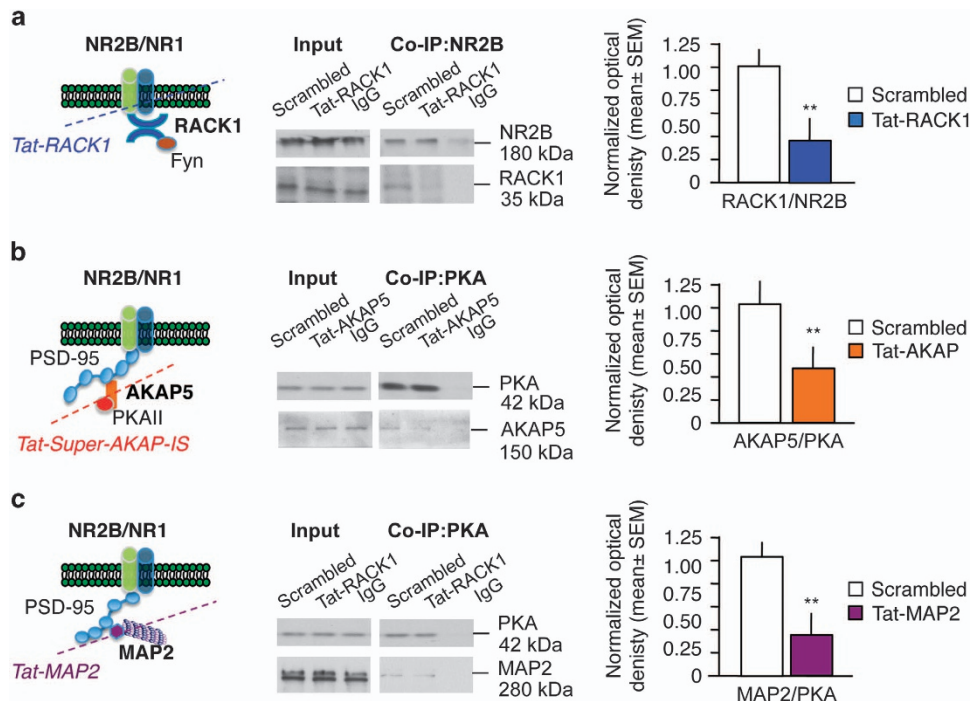 a
NR2B/NR1
Tat-RACK1
RACK1
Fyn
Input
Co-IP:NR2B
Scrambled
Tat-RACK1
IgG
Scrambled
Tat-RACK1
IgG
NR2B
180 kDa
RACK1
35 kDa
Normalized optical
denisty (mean± SEM)
1.25
1.00
0.75
0.50
0.25
**
RACK1/NR2B
Scrambled
Tat-RACK1
b
NR2B/NR1
PSD-95
AKAP5
PKAII
Tat-Super-AKAP-IS
Input
Co-IP:PKA
Scrambled
Tat-AKAP5
IgG
Scrambled
Tat-AKAP5
IgG
PKA
42 kDa
AKAP5
150 kDa
Normalized optical
denisty (mean± SEM)
1.25
1.00
0.75
0.50
0.25
0
**
AKAP5/PKA
Scrambled
Tat-AKAP
c
NR2B/NR1
PSD-95
Tat-MAP2
MAP2
Input
Co-IP:PKA
Scrambled
Tat-RACK1
IgG
Scrambled
Tat-RACK1
IgG
PKA
42 kDa
MAP2
280 kDa
Normalized optical
denisty (mean± SEM)
1.25
1.00
0.75
0.50
0.25
0
**
MAP2/PKA
Scrambled
Tat-MAP2